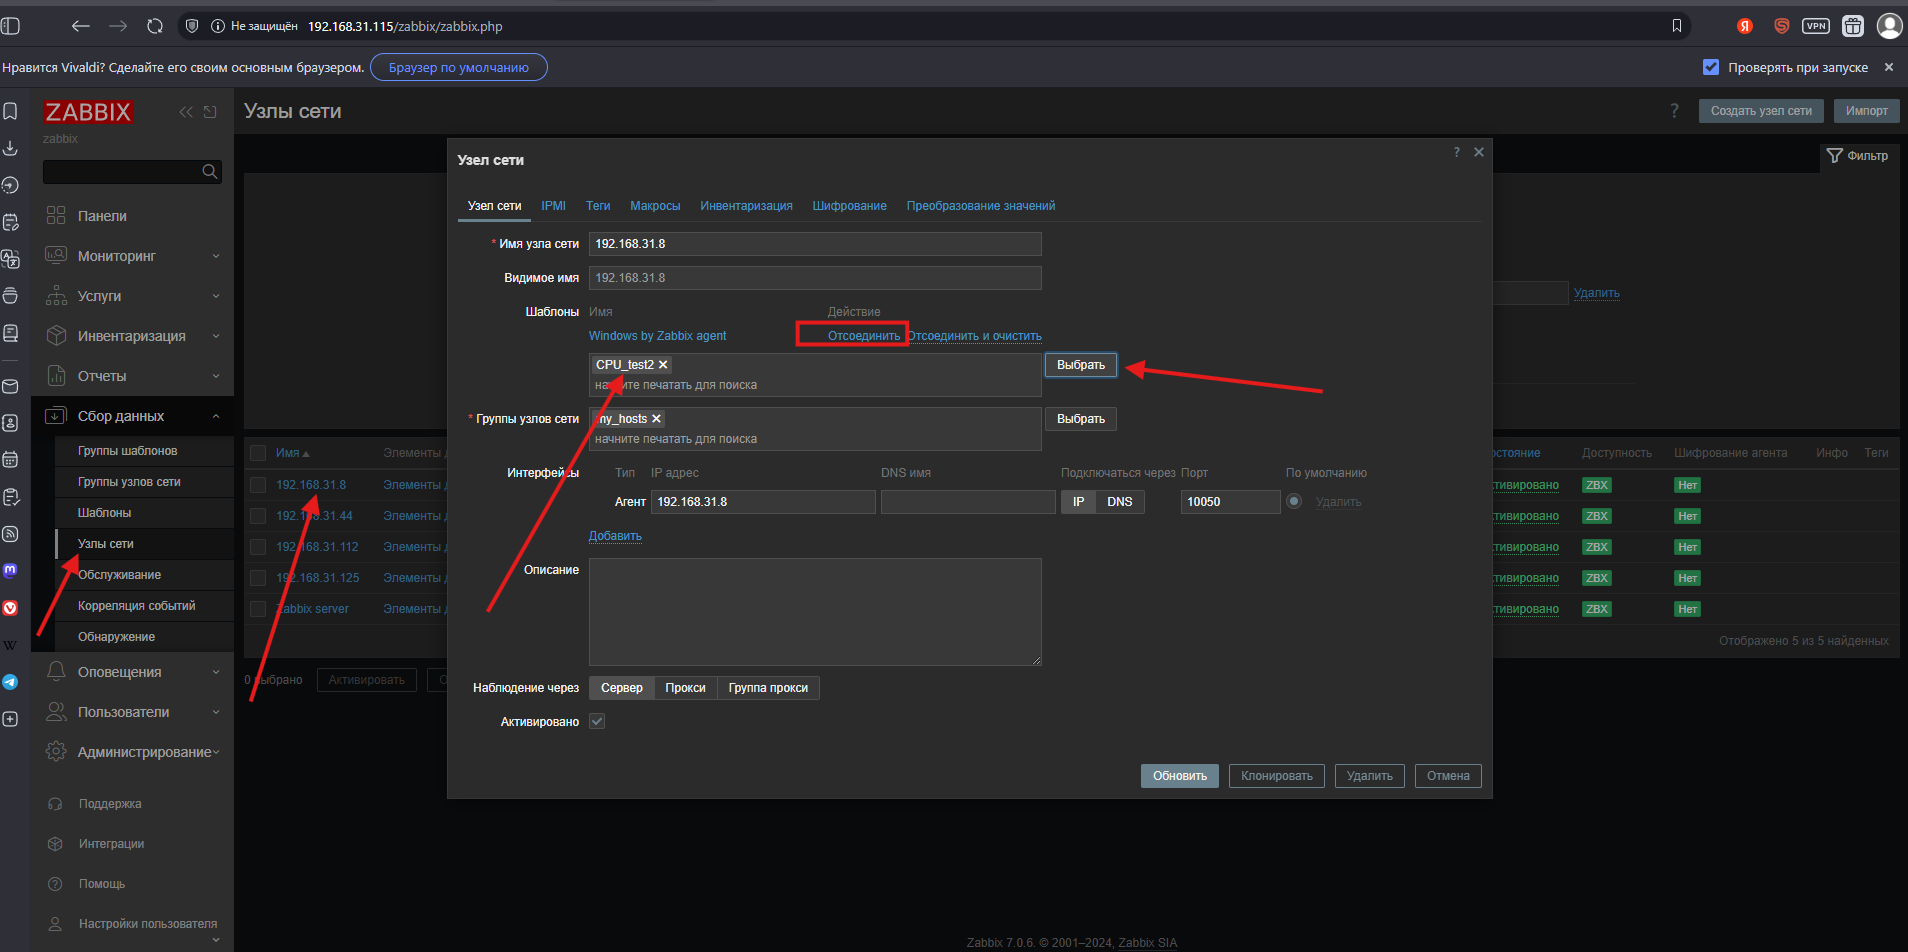 Не защищён 192.168.31.115/zabbix/zabbix.php
VPN
Нравится Vivaldi? Сделайте его своим основным браузером. Браузер по умолчанию
Проверять при запуске
ZABBIX
zabbix
Панели
Мониторинг
Услуги
Инвентаризация
Отчеты
Сбор данных
Группы шаблонов
Группы узлов сети
Шаблоны
Узлы сети
Обслуживание
Корреляция событий
Обнаружение
Оповещения
Пользователи
Администрирование
Поддержка
Интеграции
Помощь
Настройки пользователя
Узлы сети
? Создать узел сети Импорт
Фильтр
Удалить
Узел сети ?
Узел сети IPMI Теги Макросы Инвентаризация Шифрование Преобразование значений
* Имя узла сети 192.168.31.8
Видимое имя 192.168.31.8
Шаблоны Имя Действие
Windows by Zabbix agent Отсоединить Отсоединить и очистить
CPU_test2 Выбрать
начните печатать для поиска
* Группы узлов сети my_hosts Выбрать
начните печатать для поиска
Интерфейсы Тип IP адрес DNS имя Подключаться через Порт По умолчанию
Агент 192.168.31.8 IP DNS 10050 Удалить
Добавить
Описание
Наблюдение через Сервер Прокси Группа прокси
Активировано
Обновить Клонировать Удалить Отмена
Имя Элементы остояние Доступность Шифрование агента Инфо Теги
192.168.31.8 Элементы ктивировано ZBX Нет
192.168.31.44 Элементы ктивировано ZBX Нет
192.168.31.112 Элементы ктивировано ZBX Нет
192.168.31.125 Элементы ктивировано ZBX Нет
Zabbix server Элементы ктивировано ZBX Нет
Отображено 5 из 5 найденных
0 выбрано Активировать
Zabbix 7.0.6. © 2001–2024, Zabbix SIA